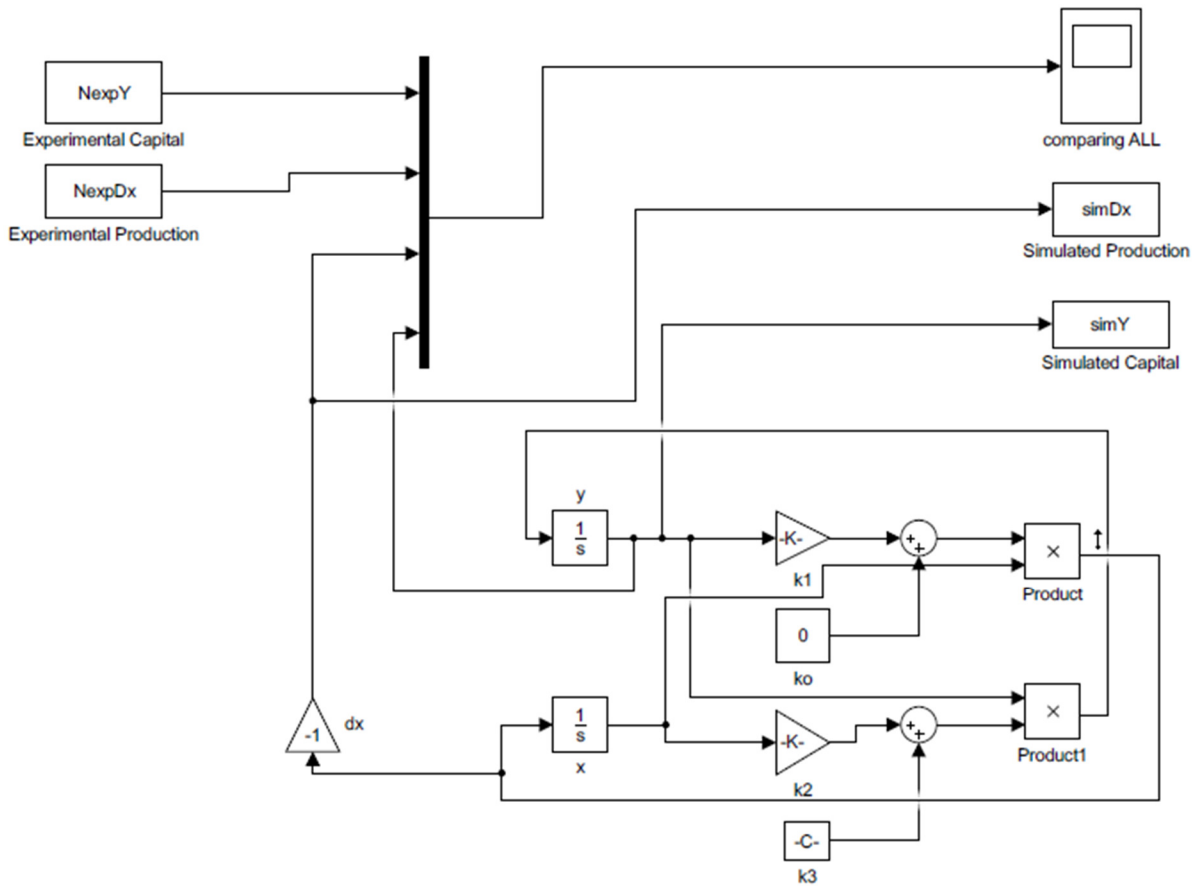 NexpY
Experimental Capital
NexpDx
Experimental Production
comparing ALL
simDx
Simulated Production
simY
Simulated Capital
y
1
s
-K-
k1
+
+
×
Product
0
ko
-1
dx
1
s
x
-K-
k2
+
+
×
Product1
-C-
k3